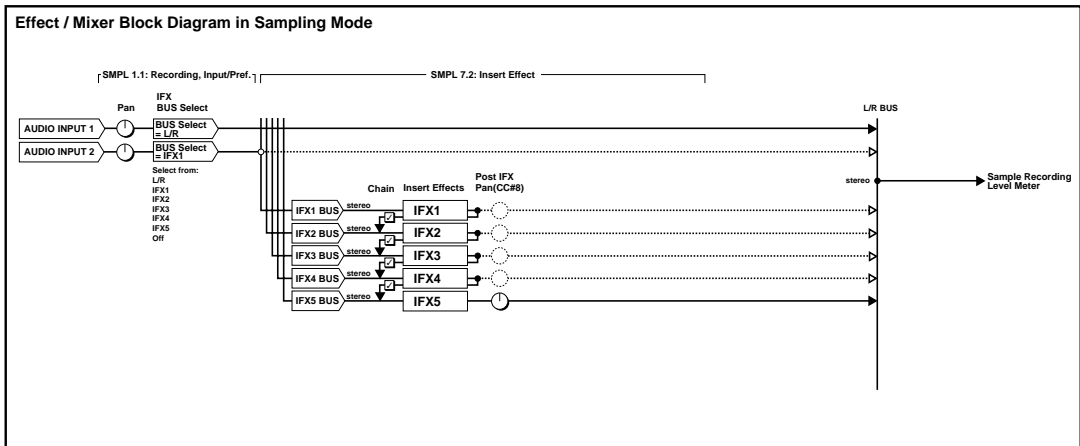 Effect / Mixer Block Diagram in Sampling Mode
SMPL 1.1: Recording, Input/Pref.
SMPL 7.2: Insert Effect
Pan
IFX
BUS Select
L/R BUS
AUDIO INPUT 1
BUS Select
= L/R
AUDIO INPUT 2
BUS Select
= IFX1
Select from:
L/R
IFX1
IFX2
IFX3
IFX4
IFX5
Off
stereo
Sample Recording
Level Meter
Chain
Insert Effects
Post IFX
Pan(CC#8)
IFX1 BUS
stereo
IFX1
IFX2 BUS
stereo
IFX2
IFX3 BUS
stereo
IFX3
IFX4 BUS
stereo
IFX4
IFX5 BUS
stereo
IFX5